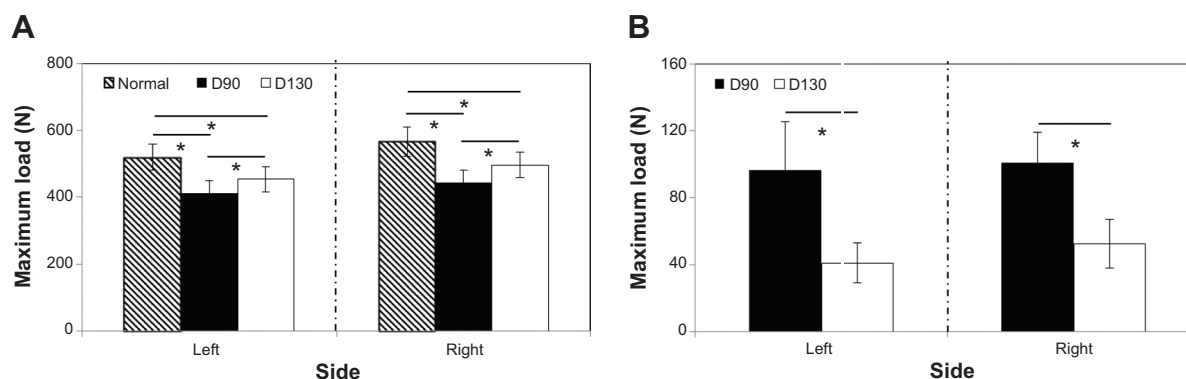 A
Maximum load (N)
800
600
400
200
0
Normal D90 D130
* * *
* * *
Left Right
Side
B
Maximum load (N)
160
120
80
40
0
D90 D130
* *
Left Right
Side